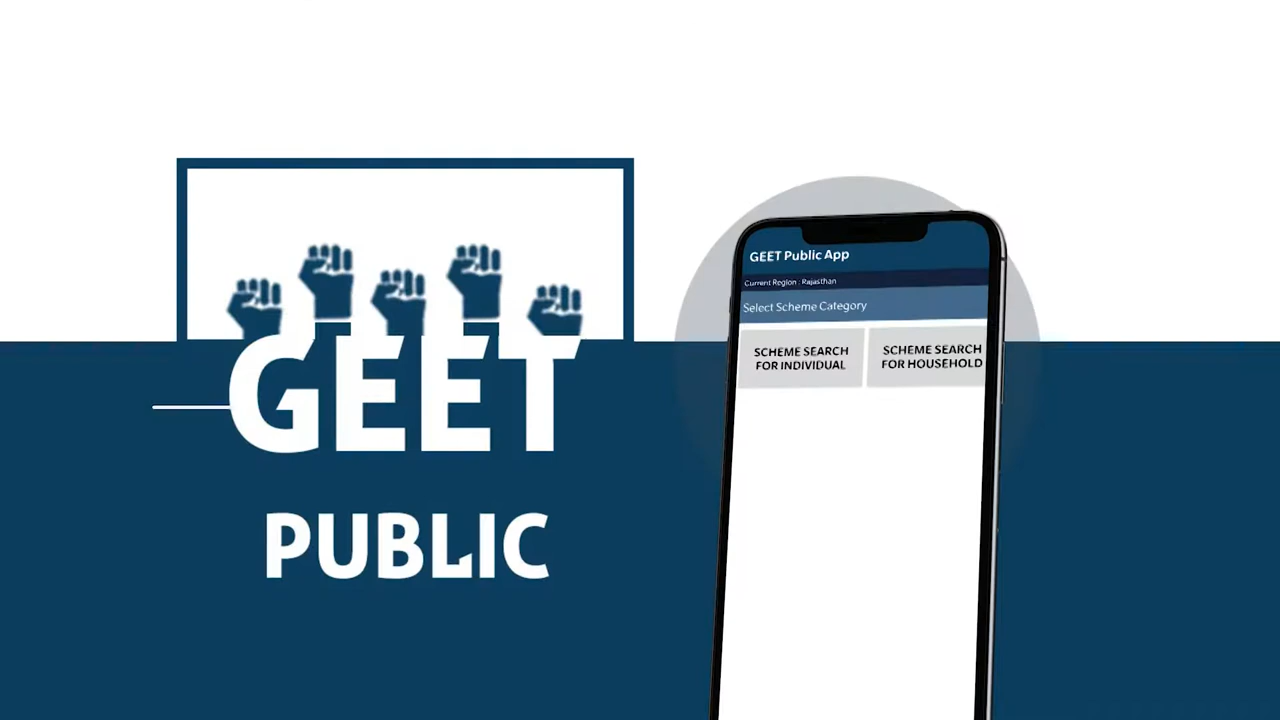 GEET
PUBLIC
GEET Public App
Current Region : Rajasthan
Select Scheme Category
SCHEME SEARCH
FOR INDIVIDUAL
SCHEME SEARCH
FOR HOUSEHOLD